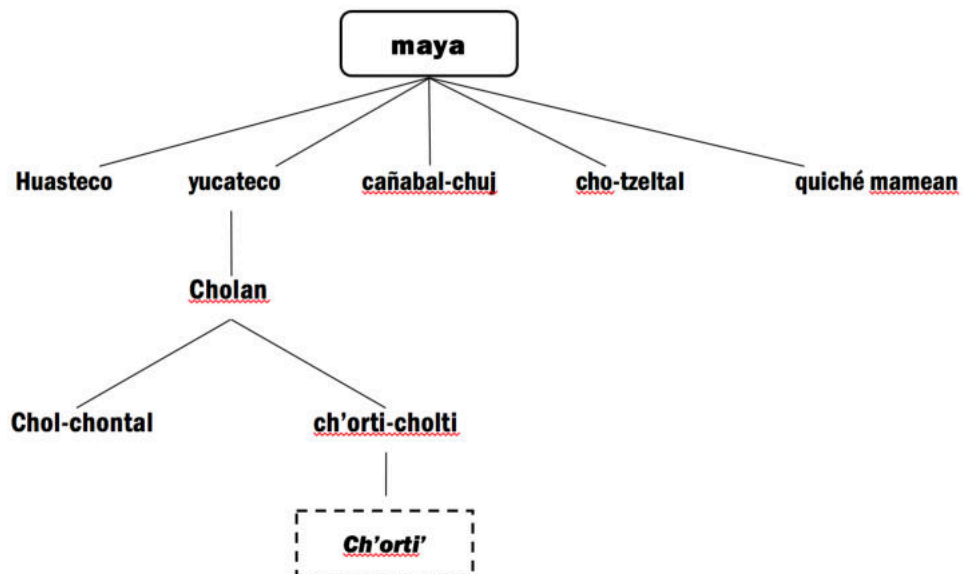 maya
Huasteco yucateco cañabal-chuj cho-tzeltal quiché mamean
Cholan
Chol-chontal ch’orti-cholti
Ch’orti’